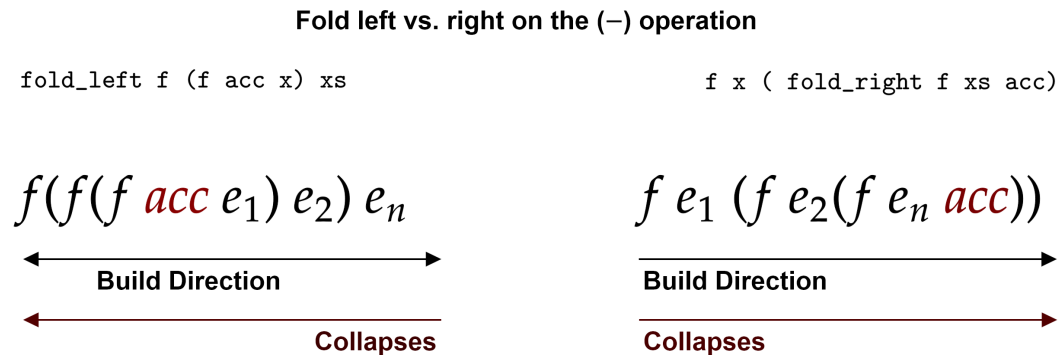 Fold left vs. right on the (−) operation
fold_left f (f acc x) xs
f x ( fold_right f xs acc)
f(f(f acc e₁) e₂) eₙ
f e₁ (f e₂(f eₙ acc))
Build Direction
Build Direction
Collapses
Collapses